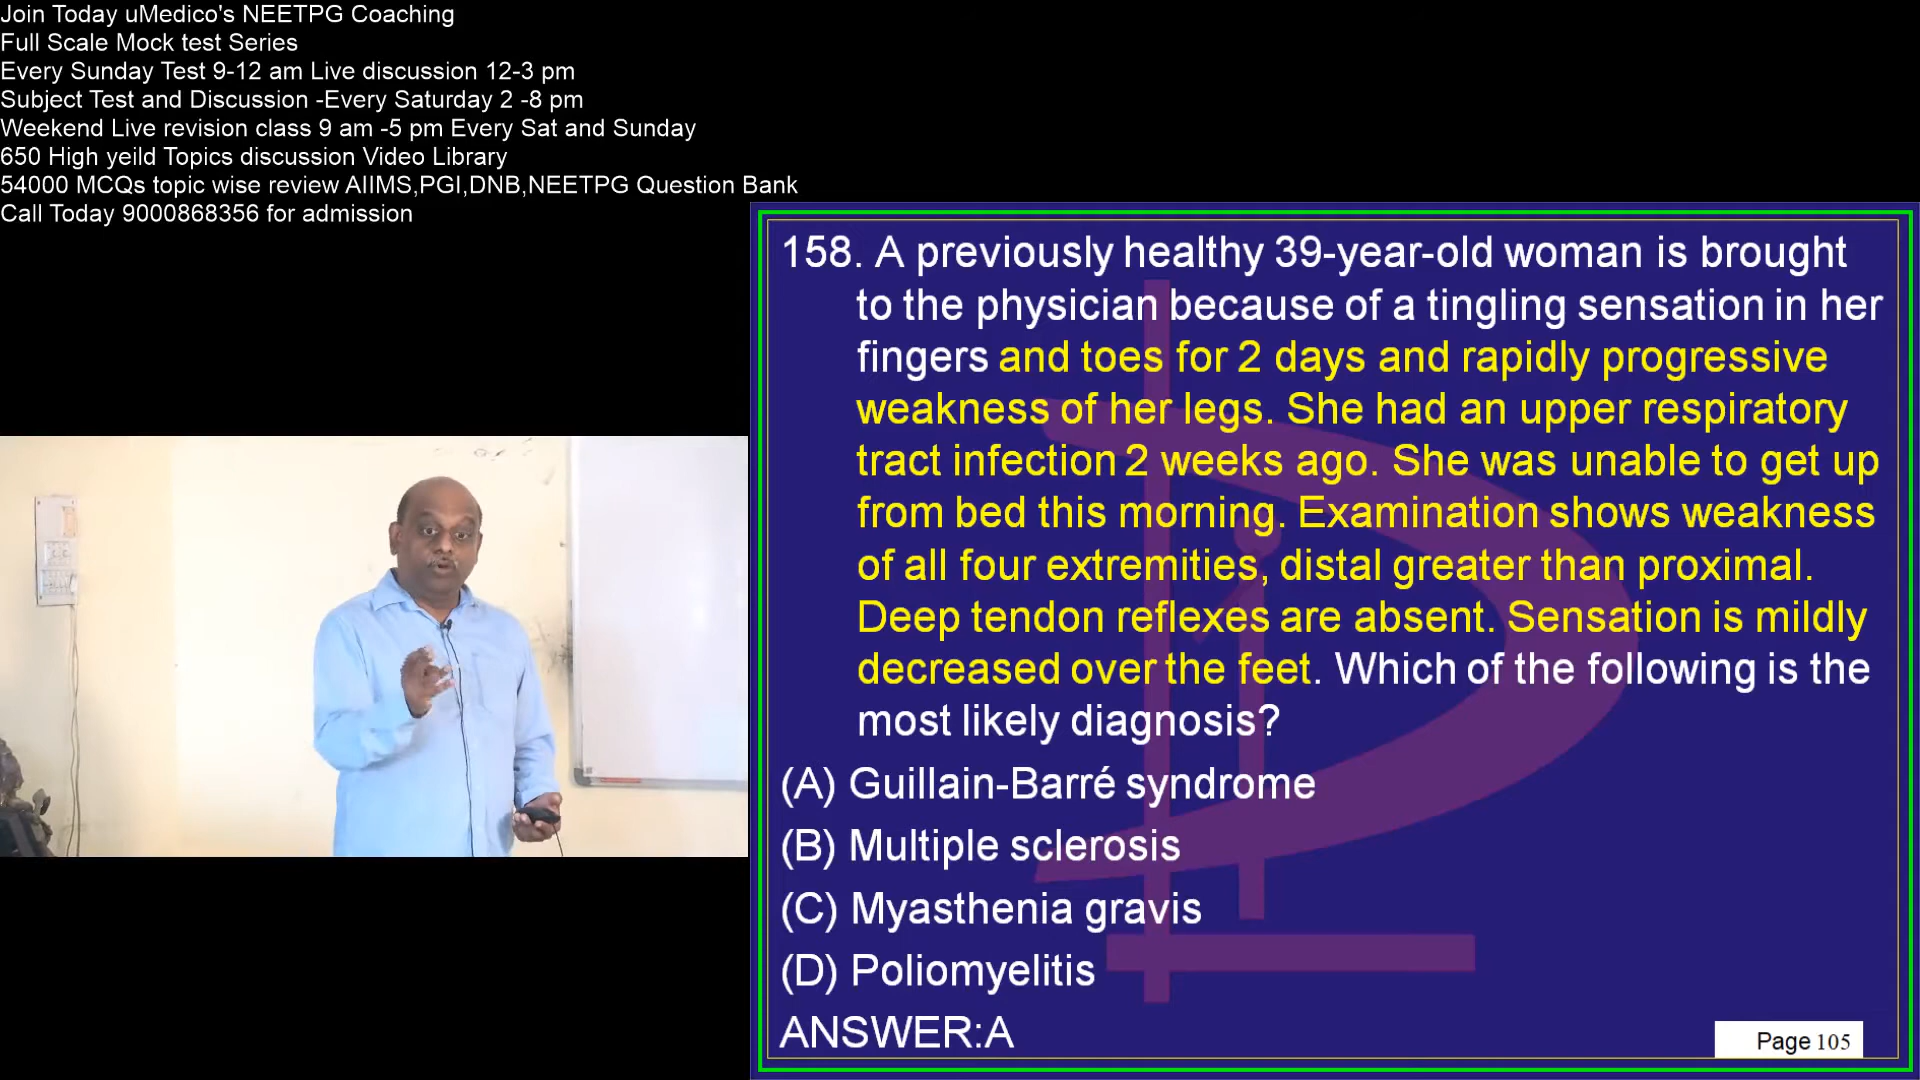 Join Today uMedico's NEETPG Coaching
Full Scale Mock test Series
Every Sunday Test 9-12 am Live discussion 12-3 pm
Subject Test and Discussion -Every Saturday 2 -8 pm
Weekend Live revision class 9 am -5 pm Every Sat and Sunday
650 High yeild Topics discussion Video Library
54000 MCQs topic wise review AIIMS,PGI,DNB,NEETPG Question Bank
Call Today 9000868356 for admission
158. A previously healthy 39-year-old woman is brought
to the physician because of a tingling sensation in her
fingers and toes for 2 days and rapidly progressive
weakness of her legs. She had an upper respiratory
tract infection 2 weeks ago. She was unable to get up
from bed this morning. Examination shows weakness
of all four extremities, distal greater than proximal.
Deep tendon reflexes are absent. Sensation is mildly
decreased over the feet. Which of the following is the
most likely diagnosis?
(A) Guillain-Barré syndrome
(B) Multiple sclerosis
(C) Myasthenia gravis
(D) Poliomyelitis
ANSWER:A
Page 105